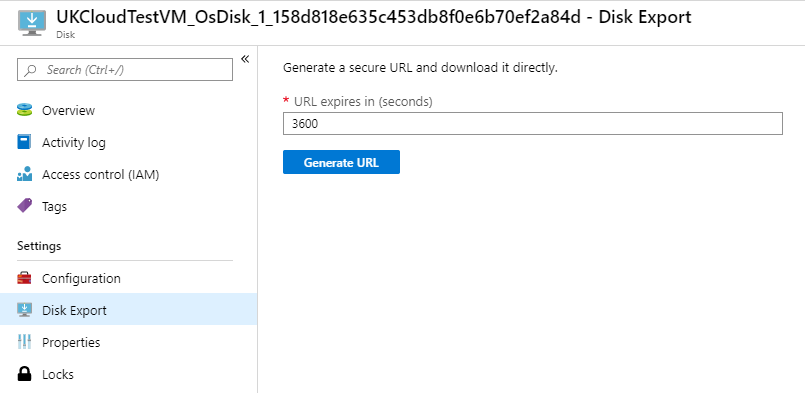 UKCloudTestVM_OsDisk_1_158d818e635c453db8f0e6b70ef2a84d - Disk Export
Disk
Search (Ctrl+/)
«
Overview
Activity log
Access control (IAM)
Tags
Settings
Configuration
Disk Export
Properties
Locks
Generate a secure URL and download it directly.
* URL expires in (seconds)
3600
Generate URL